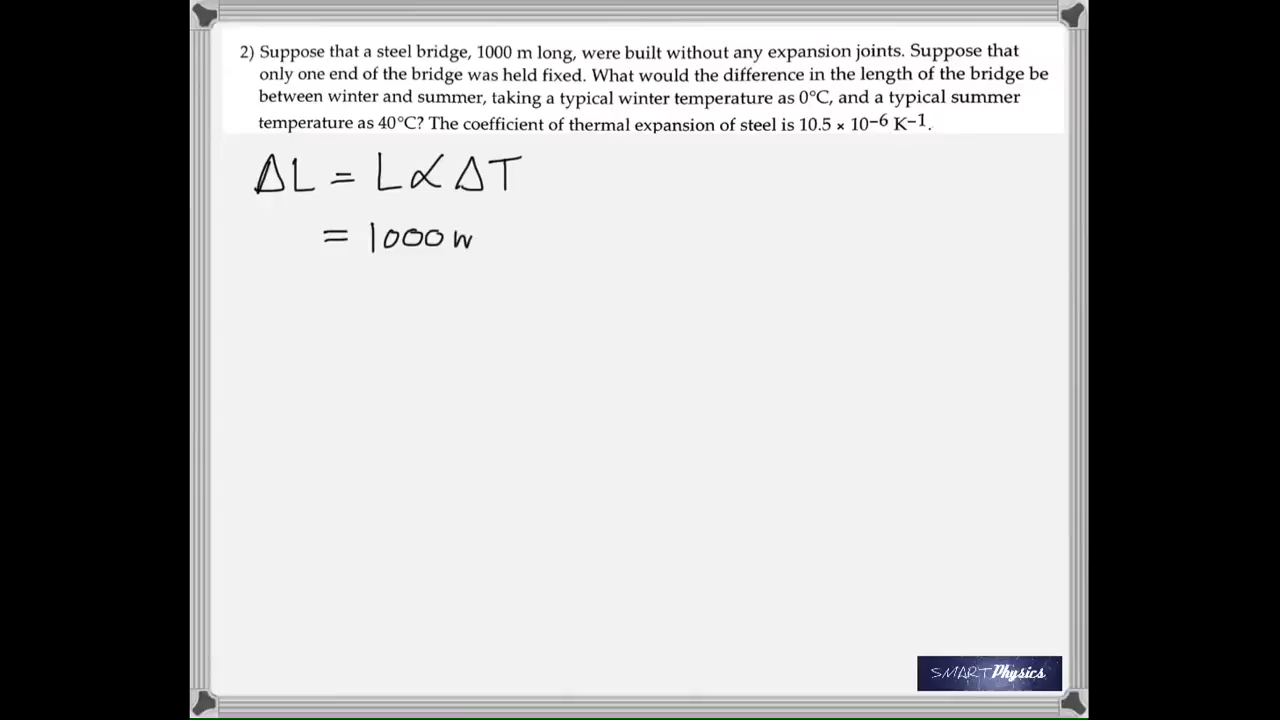 2) Suppose that a steel bridge, 1000 m long, were built without any expansion joints. Suppose that
only one end of the bridge was held fixed. What would the difference in the length of the bridge be
between winter and summer, taking a typical winter temperature as 0°C, and a typical summer
temperature as 40°C? The coefficient of thermal expansion of steel is 10.5 × 10−6 K−1.
ΔL = LαΔT
= 1000 m
SMARTPhysics